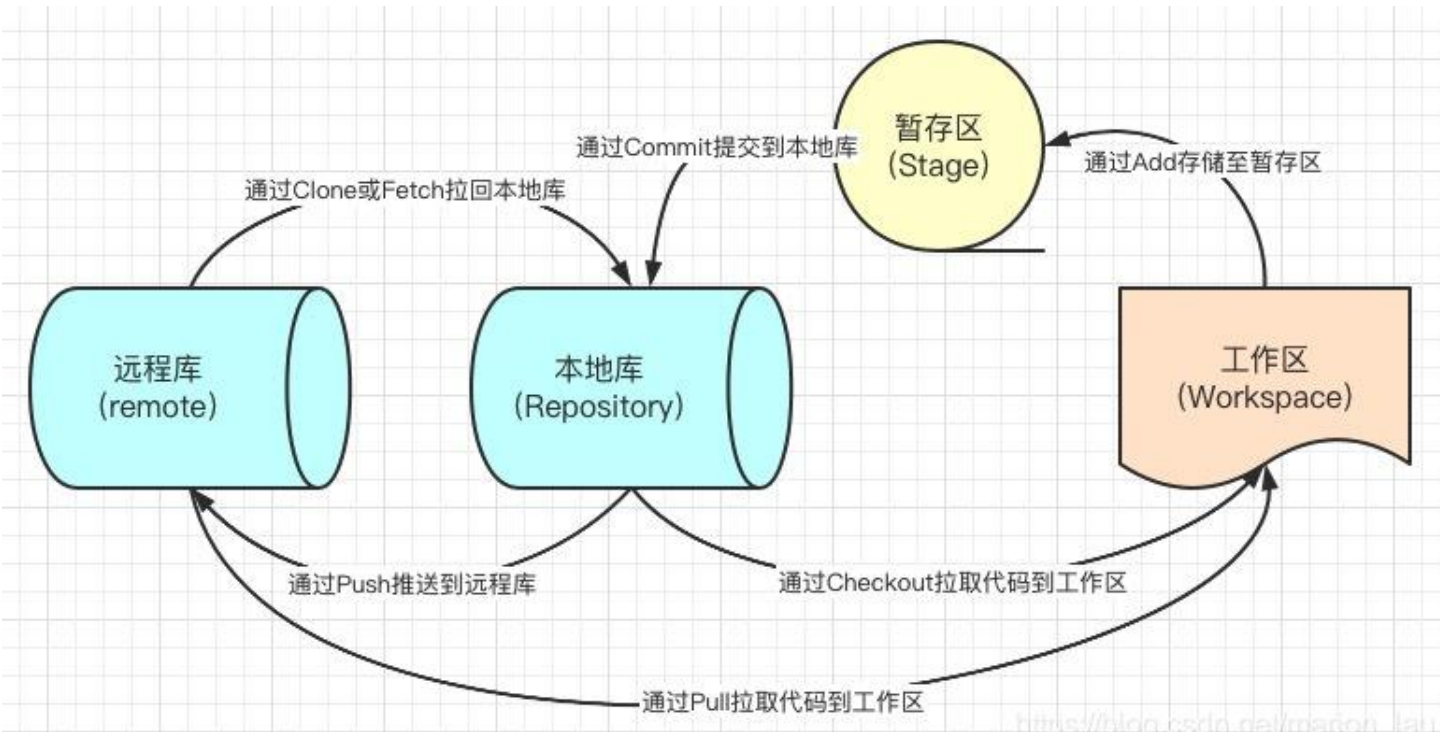 暂存区
(Stage)
通过Commit提交到本地库
通过Add存储至暂存区
通过Clone或Fetch拉回本地库
远程库
(remote)
本地库
(Repository)
工作区
(Workspace)
通过Push推送到远程库
通过Checkout拉取代码到工作区
通过Pull拉取代码到工作区
https://blog.csdn.net/marion_lau